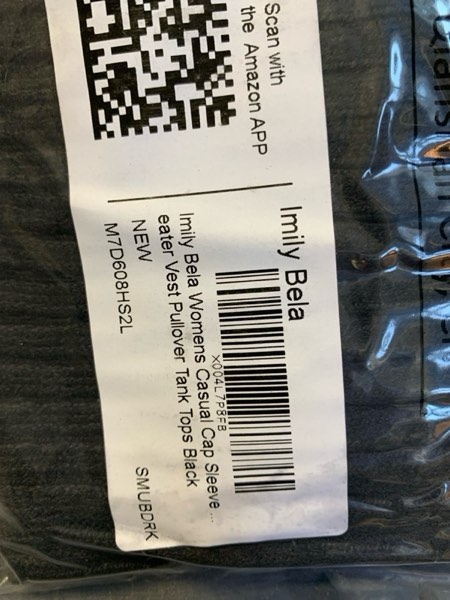 Scan with
the Amazon APP
Imily Bela
X004L7P8FB
Imily Bela Womens Casual Cap Sleeve ...
eater Vest Pullover Tank Tops Black
NEW
M7D608HS2L SMUBDRK